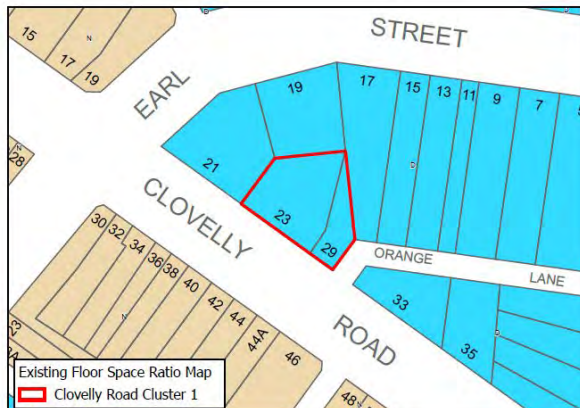 STREET
EARL
CLOVELLY
ROAD
ORANGE
LANE
15
17
19
N
28
N
21
19
17
15
13
11
9
7
D
23
29
33
35
D
30
32
34
36
38
40
42
44
44A
46
48
N
23
Existing Floor Space Ratio Map
Clovelly Road Cluster 1